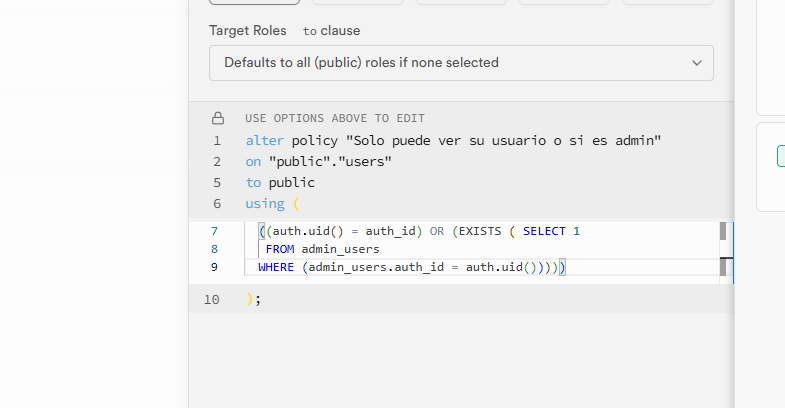 Target Roles to clause
Defaults to all (public) roles if none selected
USE OPTIONS ABOVE TO EDIT
1 alter policy "Solo puede ver su usuario o si es admin"
2 on "public"."users"
5 to public
6 using (
7 ((auth.uid() = auth_id) OR (EXISTS ( SELECT 1
8 FROM admin_users
9 WHERE (admin_users.auth_id = auth.uid()))))
10 );